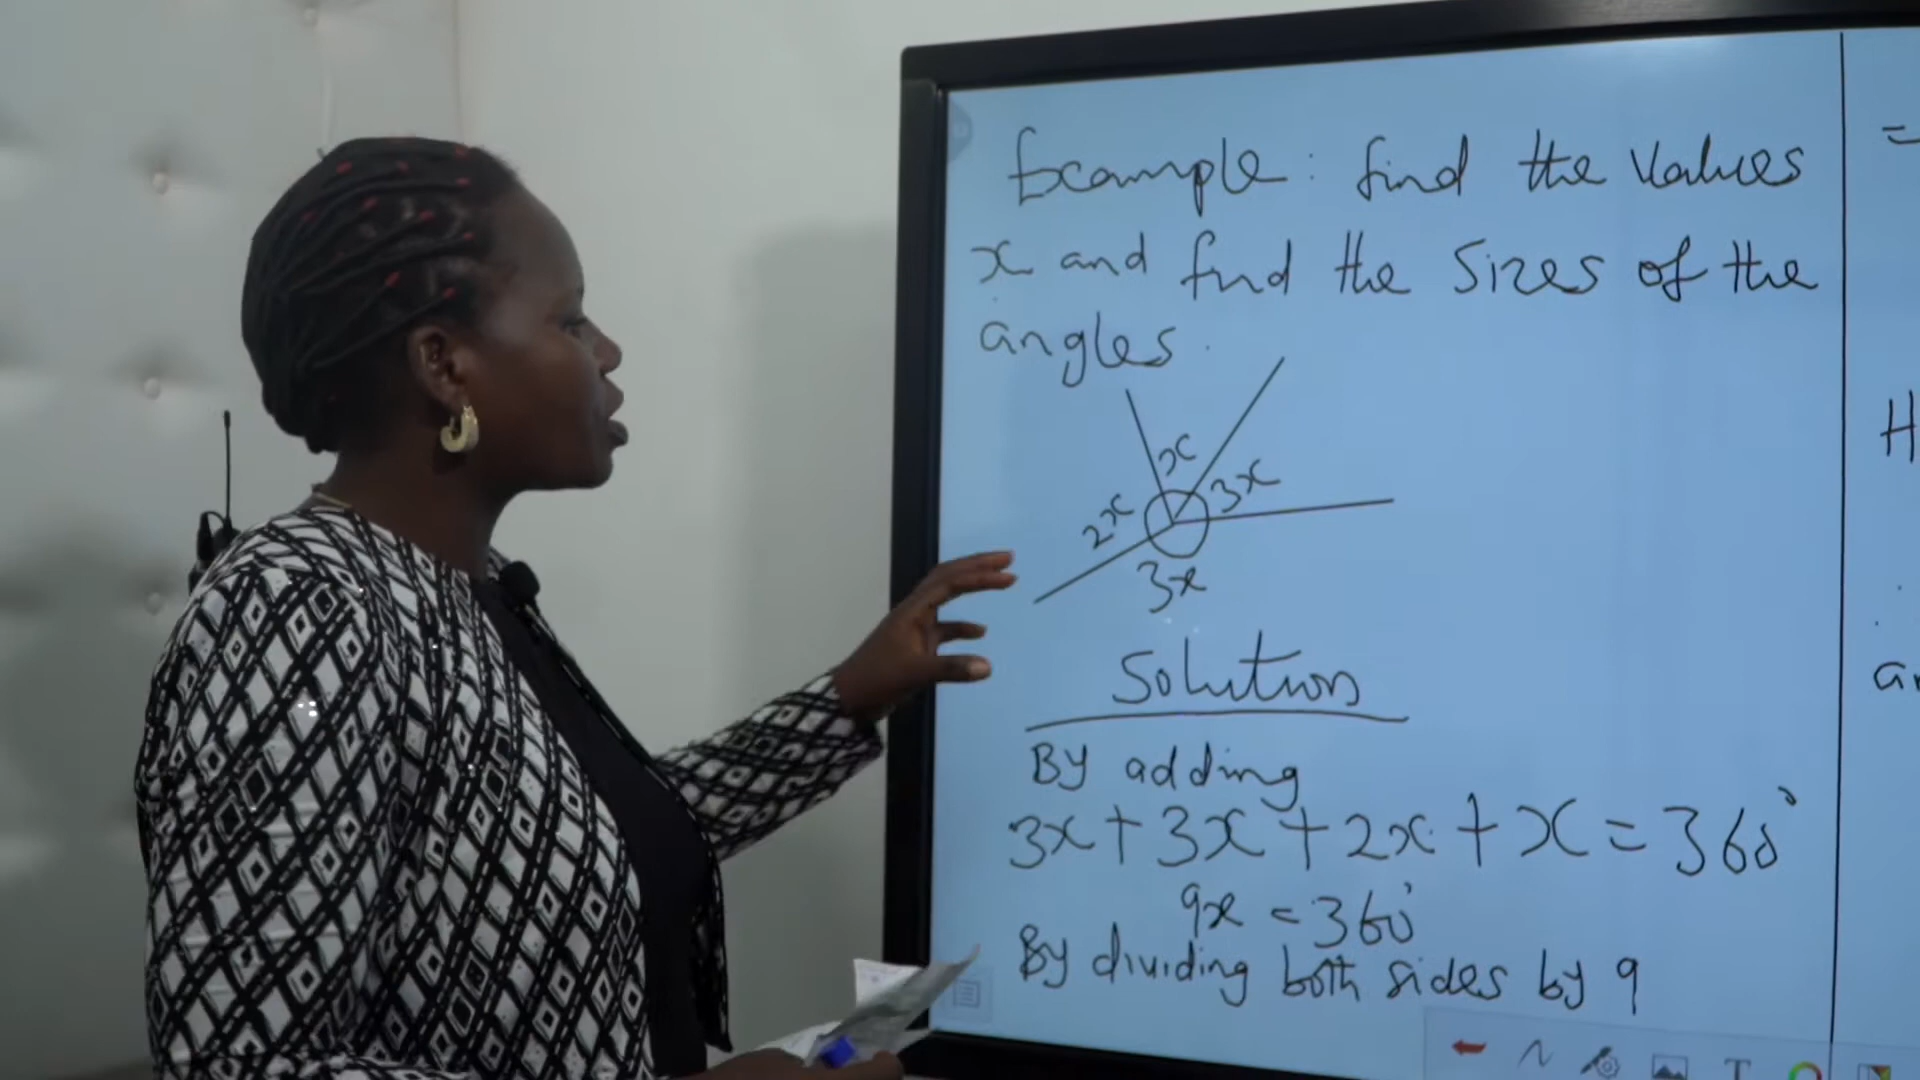 Example: find the values
x and find the sizes of the
angles.
x
3x
2x
3x
Solution
By adding
3x+3x+2x+x=360°
9x = 360°
By dividing both sides by 9
=
H
an
T